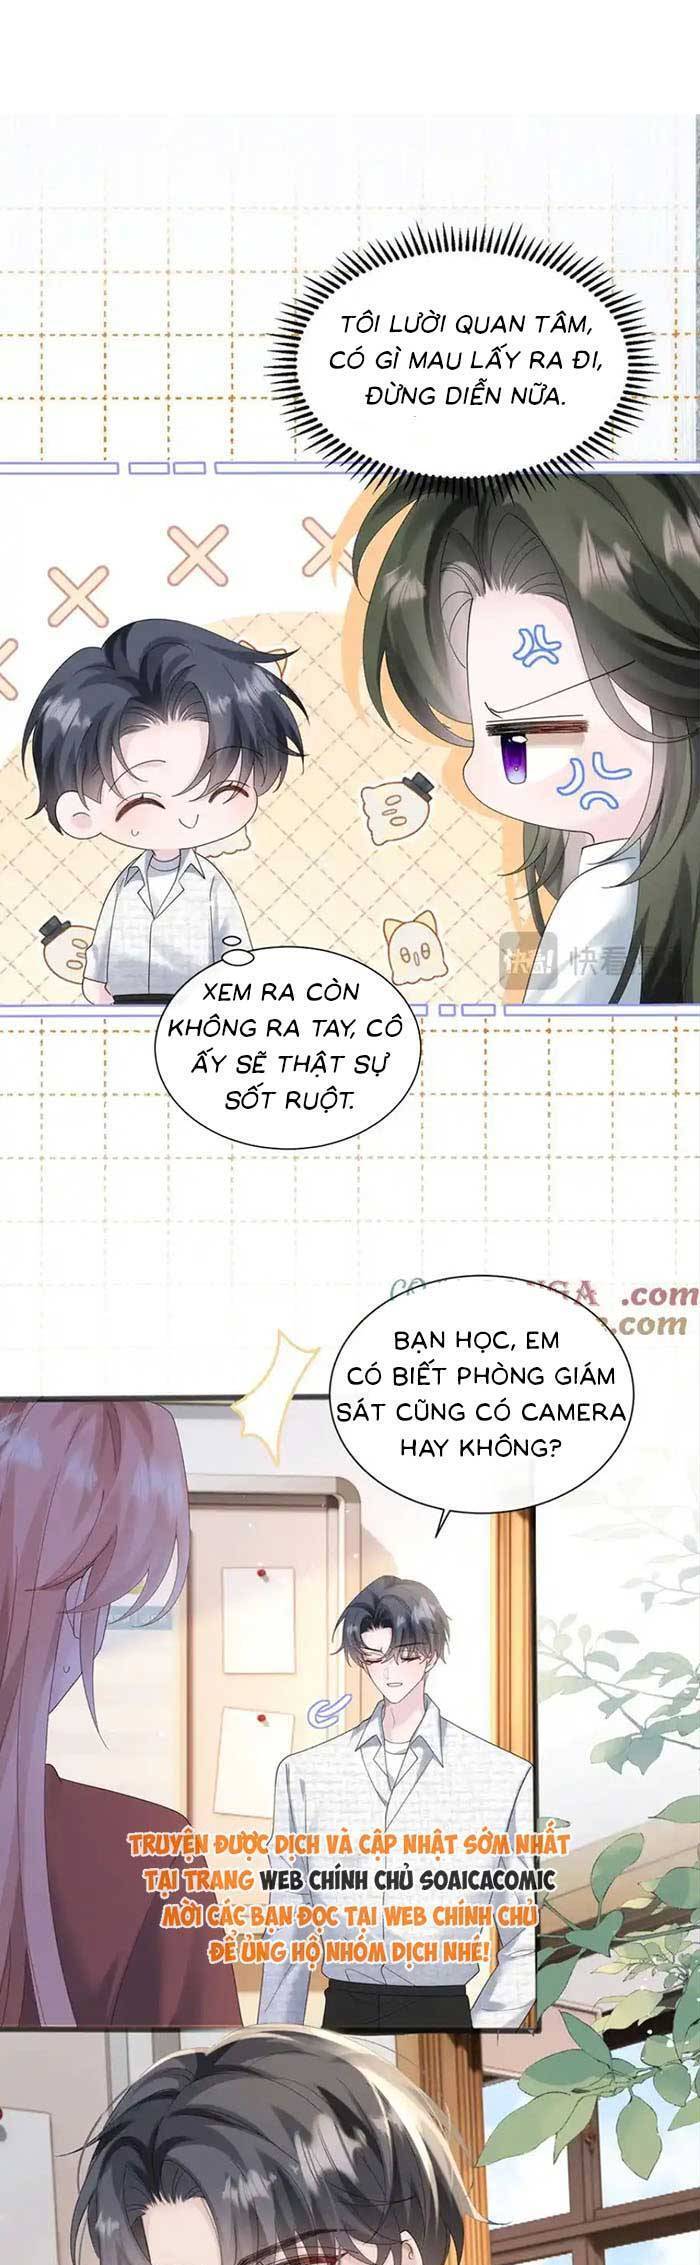 TÔI LƯỜI QUAN TÂM,
CÓ GÌ MAU LẤY RA ĐI,
ĐỪNG DIỄN NỮA.
快看!
快看
XEM RA CÒN
KHÔNG RA TAY, CÔ
ẤY SẼ THẬT SỰ
SỐT RUỘT.
.com
.com
BẠN HỌC, EM
CÓ BIẾT PHÒNG GIÁM
SÁT CŨNG CÓ CAMERA
HAY KHÔNG?
TRUYỆN ĐƯỢC DỊCH VÀ CẬP NHẬT SỚM NHẤT
TẠI TRANG WEB CHÍNH CHỦ SOAICACOMIC
MỜI CÁC BẠN ĐỌC TẠI WEB CHÍNH CHỦ
ĐỂ ỦNG HỘ NHÓM DỊCH NHÉ!